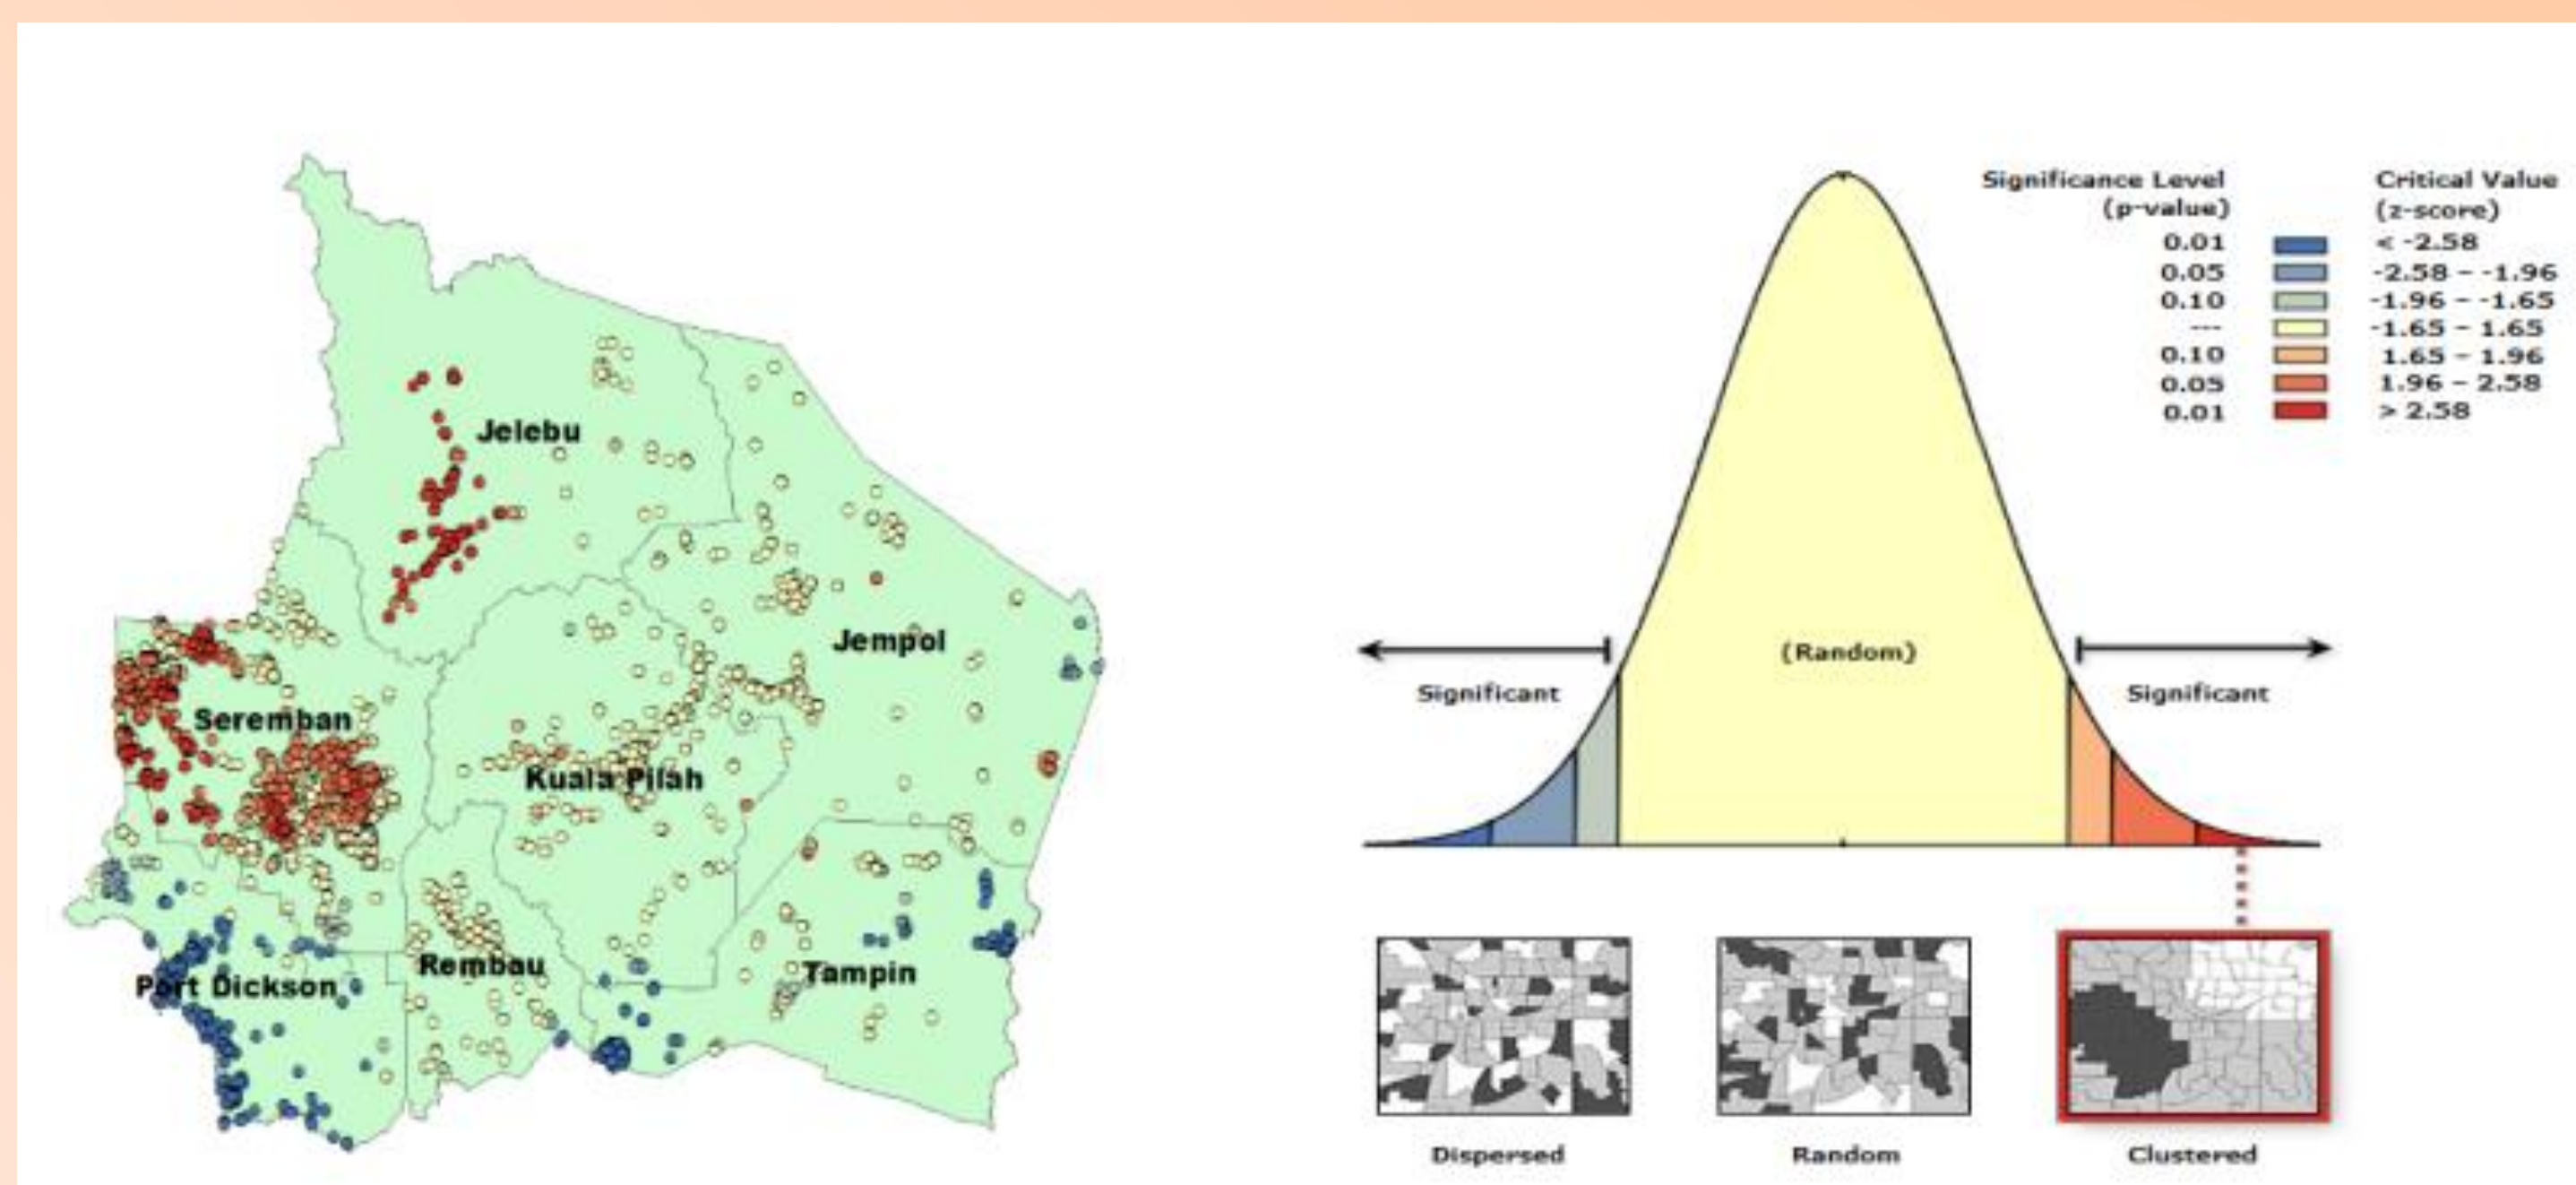 Jelebu
Jempol
Seremban
Kuala Pilah
Port Dickson
Rembau
Tampin
Significance Level
(p-value)
Critical Value
(z-score)
0.01 < -2.58
0.05 -2.58 - -1.96
0.10 -1.96 - -1.65
--- -1.65 - 1.65
0.10 1.65 - 1.96
0.05 1.96 - 2.58
0.01 > 2.58
(Random)
Significant
Significant
Dispersed
Random
Clustered